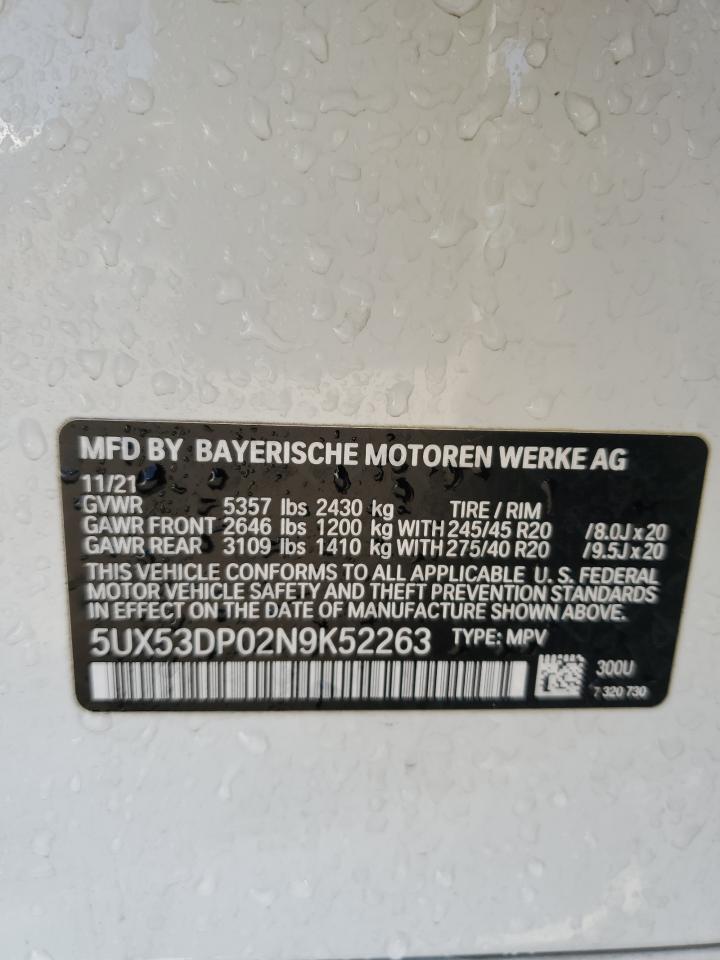 MFD BY BAYERISCHE MOTOREN WERKE AG
11/21
GVWR 5357 lbs 2430 kg TIRE / RIM
GAWR FRONT 2646 lbs 1200 kg WITH 245/45 R20 /8.0J x 20
GAWR REAR 3109 lbs 1410 kg WITH 275/40 R20 /9.5J x 20
THIS VEHICLE CONFORMS TO ALL APPLICABLE U. S. FEDERAL
MOTOR VEHICLE SAFETY AND THEFT PREVENTION STANDARDS
IN EFFECT ON THE DATE OF MANUFACTURE SHOWN ABOVE.
5UX53DP02N9K52263 TYPE: MPV
300U
7 320 730